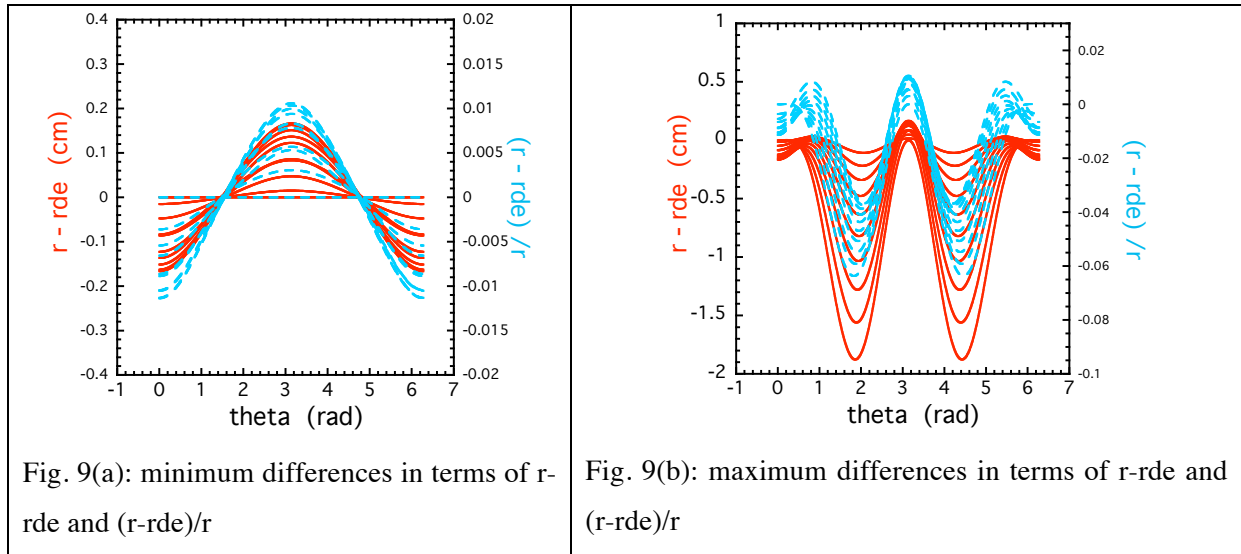 0.4
0.3
0.2
0.1
0
-0.1
-0.2
-0.3
-0.4
r - rde (cm)
0.02
0.015
0.01
0.005
0
-0.005
-0.01
-0.015
-0.02
(r - rde)/r
-1 0 1 2 3 4 5 6 7
theta (rad)
Fig. 9(a): minimum differences in terms of r-
rde and (r-rde)/r
1
0.5
0
-0.5
-1
-1.5
-2
r - rde (cm)
0.02
0
-0.02
-0.04
-0.06
-0.08
-0.1
(r - rde)/r
-1 0 1 2 3 4 5 6 7
theta (rad)
Fig. 9(b): maximum differences in terms of r-rde and
(r-rde)/r